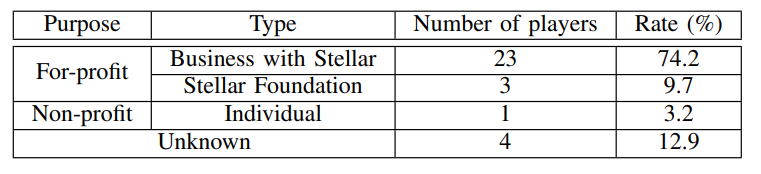 Purpose Type Number of players Rate (%)
For-profit Business with Stellar 23 74.2
Stellar Foundation 3 9.7
Non-profit Individual 1 3.2
Unknown 4 12.9